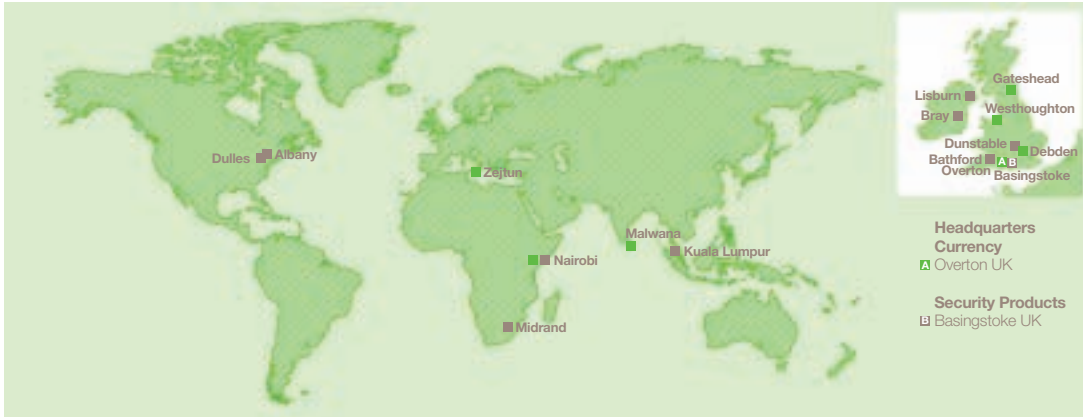 Gateshead
Lisburn
Westhoughton
Bray
Dunstable
Debden
Bathford
A B
Overton
Basingstoke
Dulles
Albany
Zejtun
Malwana
Kuala Lumpur
Nairobi
Midrand
Headquarters
Currency
A Overton UK
Security Products
B Basingstoke UK